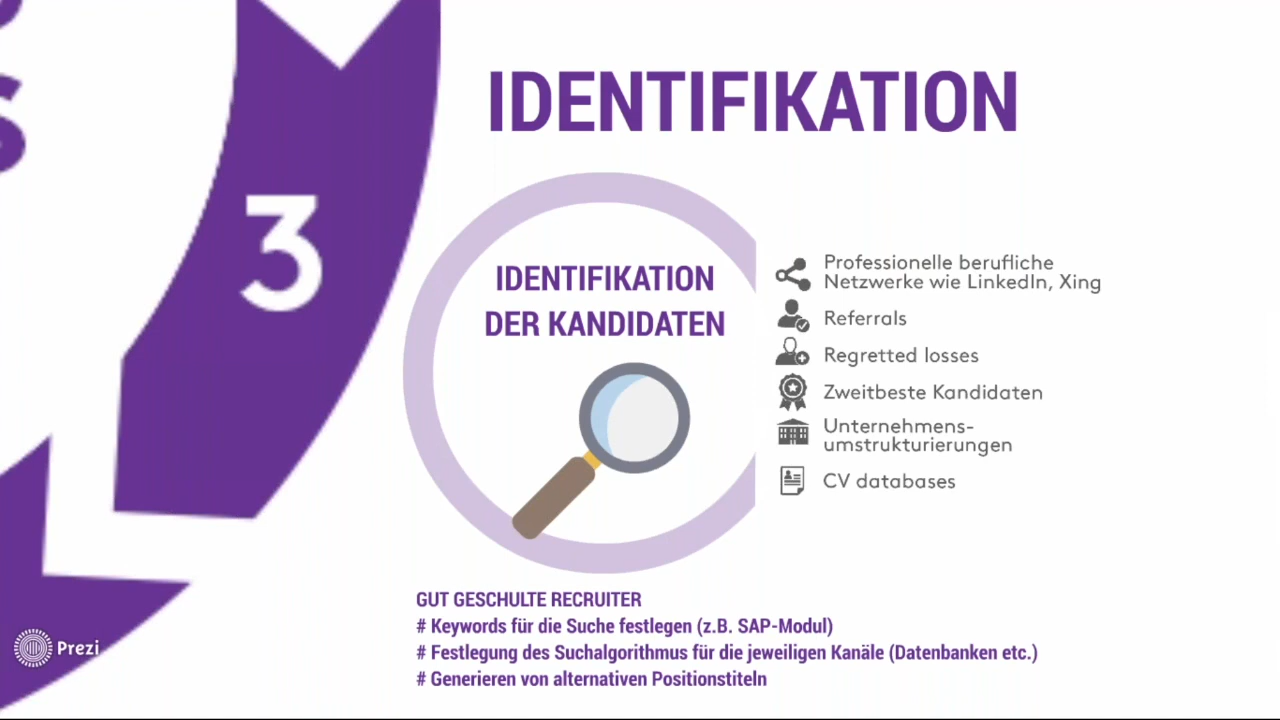 S
3
IDENTIFIKATION
IDENTIFIKATION
DER KANDIDATEN
Professionelle berufliche
Netzwerke wie LinkedIn, Xing
Referrals
Regretted losses
Zweitbeste Kandidaten
Unternehmens-
umstrukturierungen
CV databases
GUT GESCHULTE RECRUITER
# Keywords für die Suche festlegen (z.B. SAP-Modul)
# Festlegung des Suchalgorithmus für die jeweiligen Kanäle (Datenbanken etc.)
# Generieren von alternativen Positionstiteln
Prezi